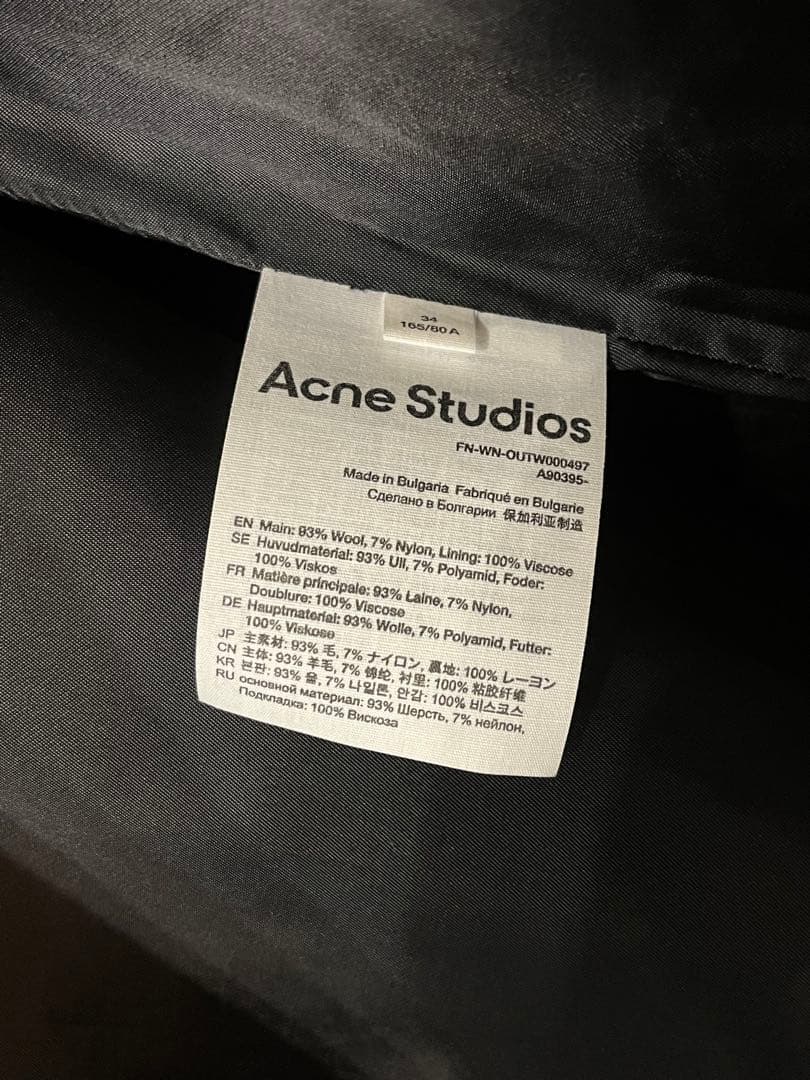 34
165/80 A
Acne Studios
FN-WN-OUTW000497
A90395-
Made in Bulgaria Fabriqué en Bulgarie
Сделано в Болгарии 保加利亚制造
EN Main: 93% Wool, 7% Nylon, Lining: 100% Viscose
SE Huvudmaterial: 93% Ull, 7% Polyamid, Foder:
100% Viskos
FR Matière principale: 93% Laine, 7% Nylon,
Doublure: 100% Viscose
DE Hauptmaterial: 93% Wolle, 7% Polyamid, Futter:
100% Viskose
JP 主素材: 93% 毛, 7% ナイロン, 裏地: 100% レーヨン
CN 主体: 93% 羊毛, 7% 锦纶, 衬里: 100% 粘胶纤维
KR 본판: 93% 울, 7% 나일론, 안감: 100% 비스코스
RU основной материал: 93% Шерсть, 7% нейлон,
Подкладка: 100% Вискоза